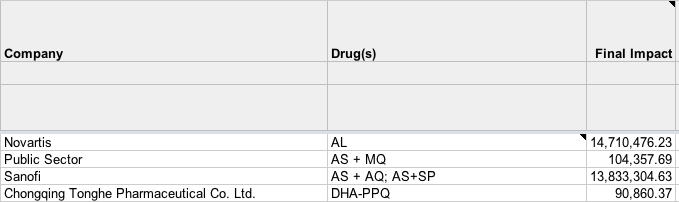 Company Drug(s) Final Impact
Novartis AL 14,710,476.23
Public Sector AS + MQ 104,357.69
Sanofi AS + AQ; AS+SP 13,833,304.63
Chongqing Tonghe Pharmaceutical Co. Ltd. DHA-PPQ 90,860.37